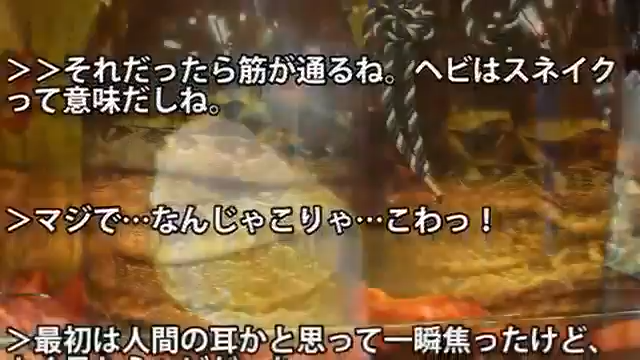 ＞＞それだったら筋が通るね。ヘビはスネイク
って意味だしね。
＞マジで…なんじゃこりゃ…こわっ！
＞最初は人間の耳かと思って一瞬焦ったけど、